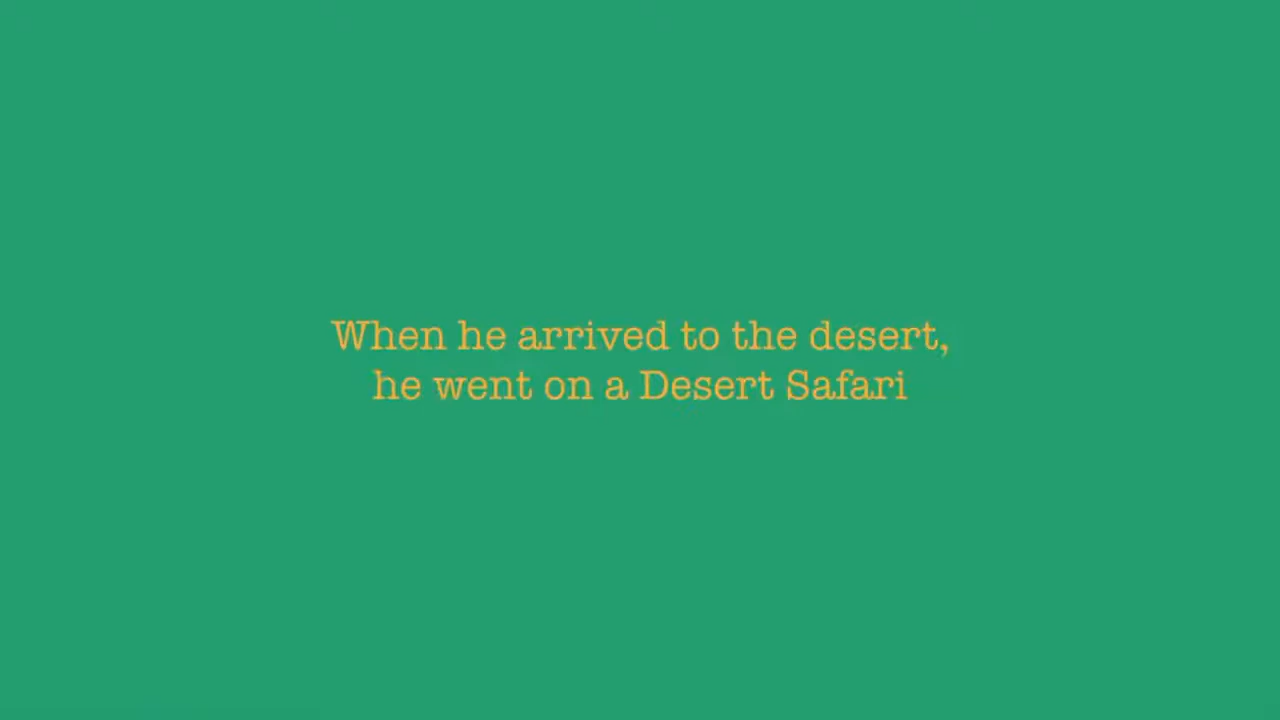 When he arrived to the desert,
he went on a Desert Safari